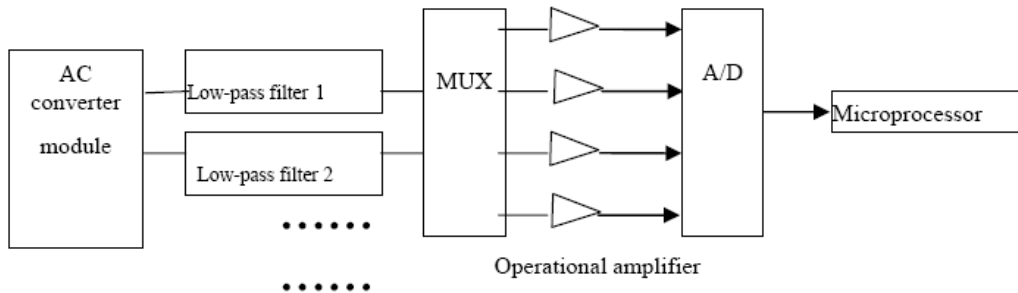 AC
converter
module
Low-pass filter 1
Low-pass filter 2
MUX
A/D
Microprocessor
Operational amplifier